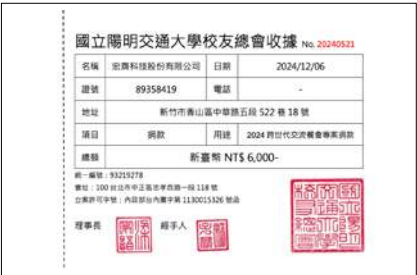 國立陽明交通大學校友總會收據 No. 20240521
名稱 宏齊科技股份有限公司 日期 2024/12/06
證號 89358419 電話 -
地址 新竹市香山區中華路五段 522 巷 18 號
項目 捐款 用途 2024 跨世代交流餐會專案捐款
總額 新臺幣 NT$ 6,000-
統一編號：93219278
會址：100 台北市中正區忠孝西路一段 118 號
立案許可字號：內政部台內團字第 1130015326 號函
理事長 經手人